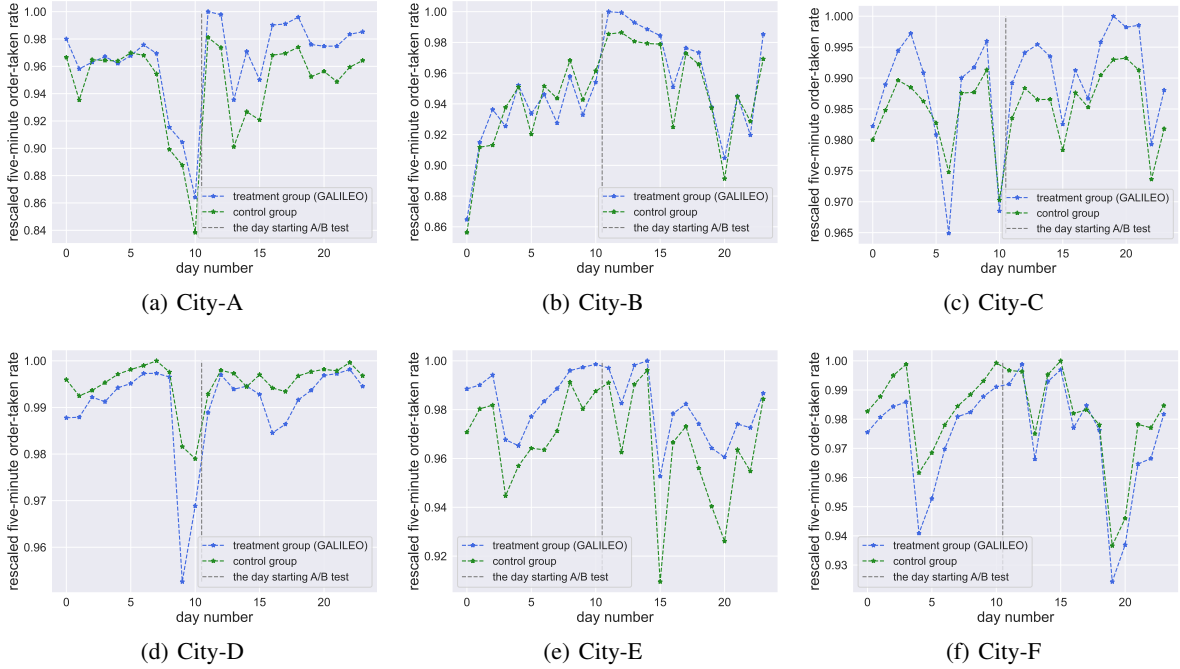 rescaled five-minute order-taken rate
1.00
0.98
0.96
0.94
0.92
0.90
0.88
0.86
0.84
treatment group (GALILEO)
control group
the day starting A/B test
0 5 10 15 20
day number
(a) City-A
rescaled five-minute order-taken rate
1.00
0.98
0.96
0.94
0.92
0.90
0.88
0.86
treatment group (GALILEO)
control group
the day starting A/B test
0 5 10 15 20
day number
(b) City-B
rescaled five-minute order-taken rate
1.000
0.995
0.990
0.985
0.980
0.975
0.970
0.965
treatment group (GALILEO)
control group
the day starting A/B test
0 5 10 15 20
day number
(c) City-C
rescaled five-minute order-taken rate
1.00
0.99
0.98
0.97
0.96
treatment group (GALILEO)
control group
the day starting A/B test
0 5 10 15 20
day number
(d) City-D
rescaled five-minute order-taken rate
1.00
0.98
0.96
0.94
0.92
treatment group (GALILEO)
control group
the day starting A/B test
0 5 10 15 20
day number
(e) City-E
rescaled five-minute order-taken rate
1.00
0.99
0.98
0.97
0.96
0.95
0.94
0.93
treatment group (GALILEO)
control group
the day starting A/B test
0 5 10 15 20
day number
(f) City-F